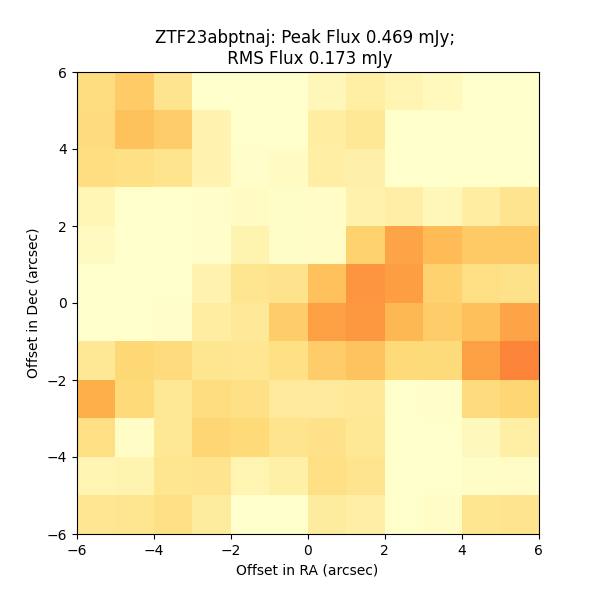 ZTF23abptnaj: Peak Flux 0.469 mJy;
RMS Flux 0.173 mJy
6
4
2
0
−2
−4
−6
Offset in Dec (arcsec)
−6 −4 −2 0 2 4 6
Offset in RA (arcsec)